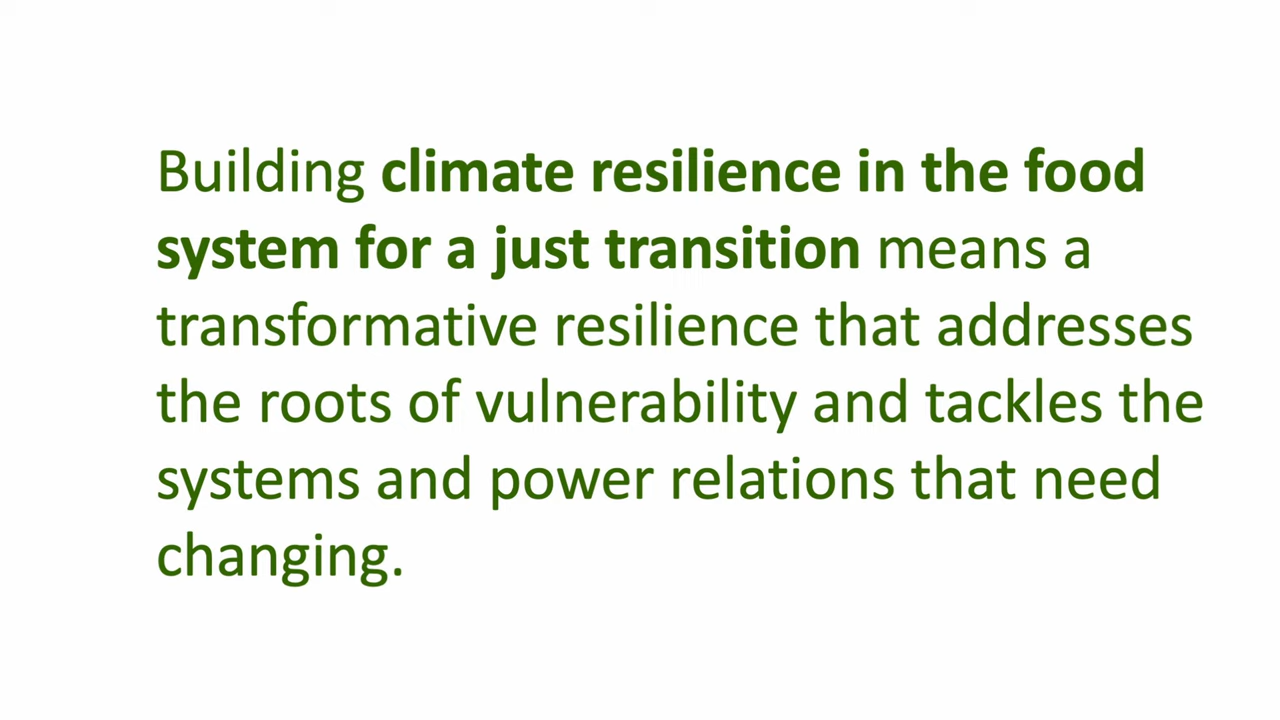 Building climate resilience in the food
system for a just transition means a
transformative resilience that addresses
the roots of vulnerability and tackles the
systems and power relations that need
changing.